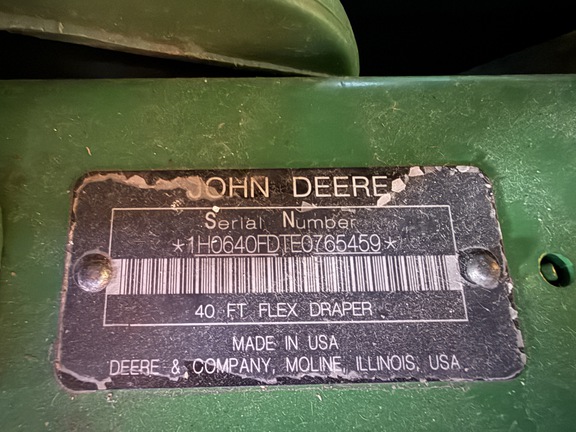 JOHN DEERE
Serial Number
*1H0640FDTE0765459*
40 FT FLEX DRAPER
MADE IN USA
DEERE & COMPANY, MOLINE, ILLINOIS, USA